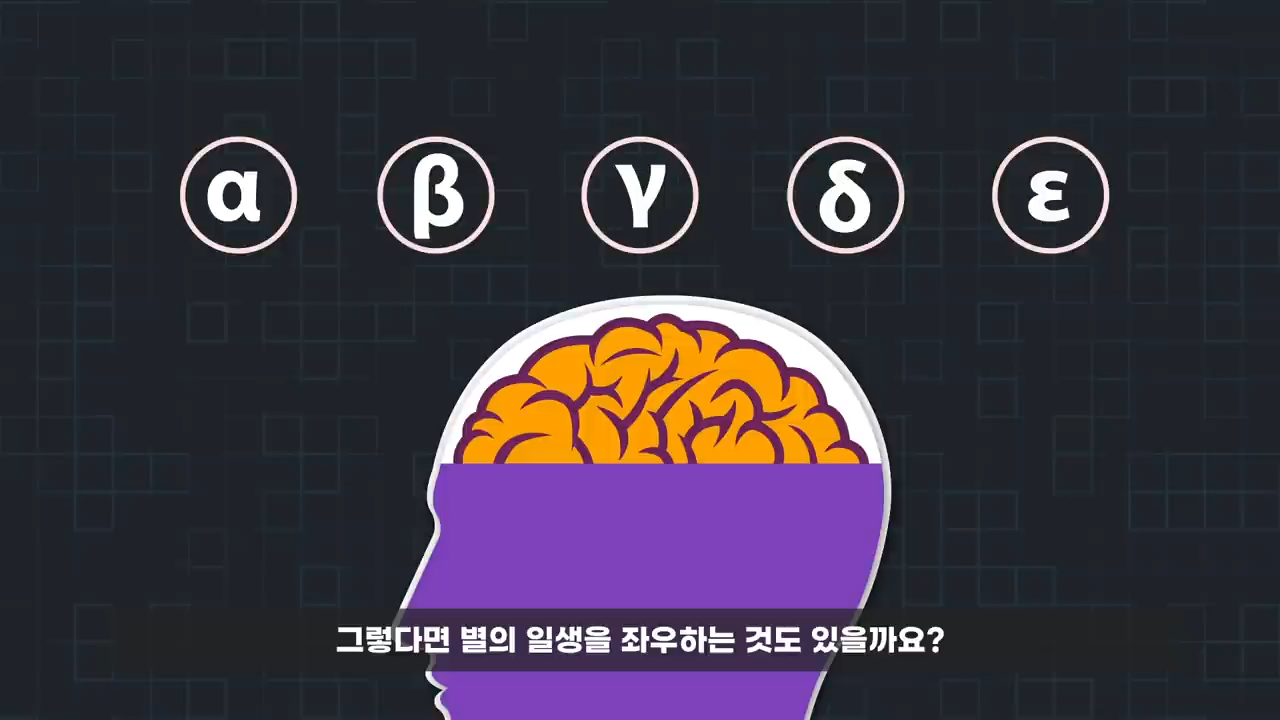 α β γ δ ε
그렇다면 별의 일생을 좌우하는 것도 있을까요?